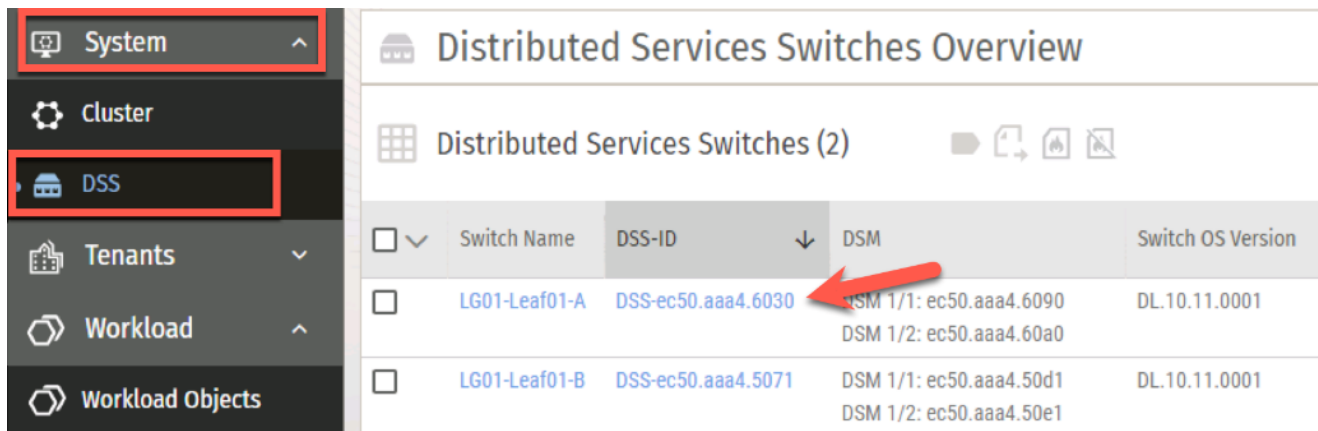 System
Cluster
DSS
Tenants
Workload
Workload Objects
Distributed Services Switches Overview
Distributed Services Switches (2)
Switch Name DSS-ID DSM Switch OS Version
LG01-Leaf01-A DSS-ec50.aaa4.6030 DSM 1/1: ec50.aaa4.6090 DL.10.11.0001
DSM 1/2: ec50.aaa4.60a0
LG01-Leaf01-B DSS-ec50.aaa4.5071 DSM 1/1: ec50.aaa4.50d1 DL.10.11.0001
DSM 1/2: ec50.aaa4.50e1